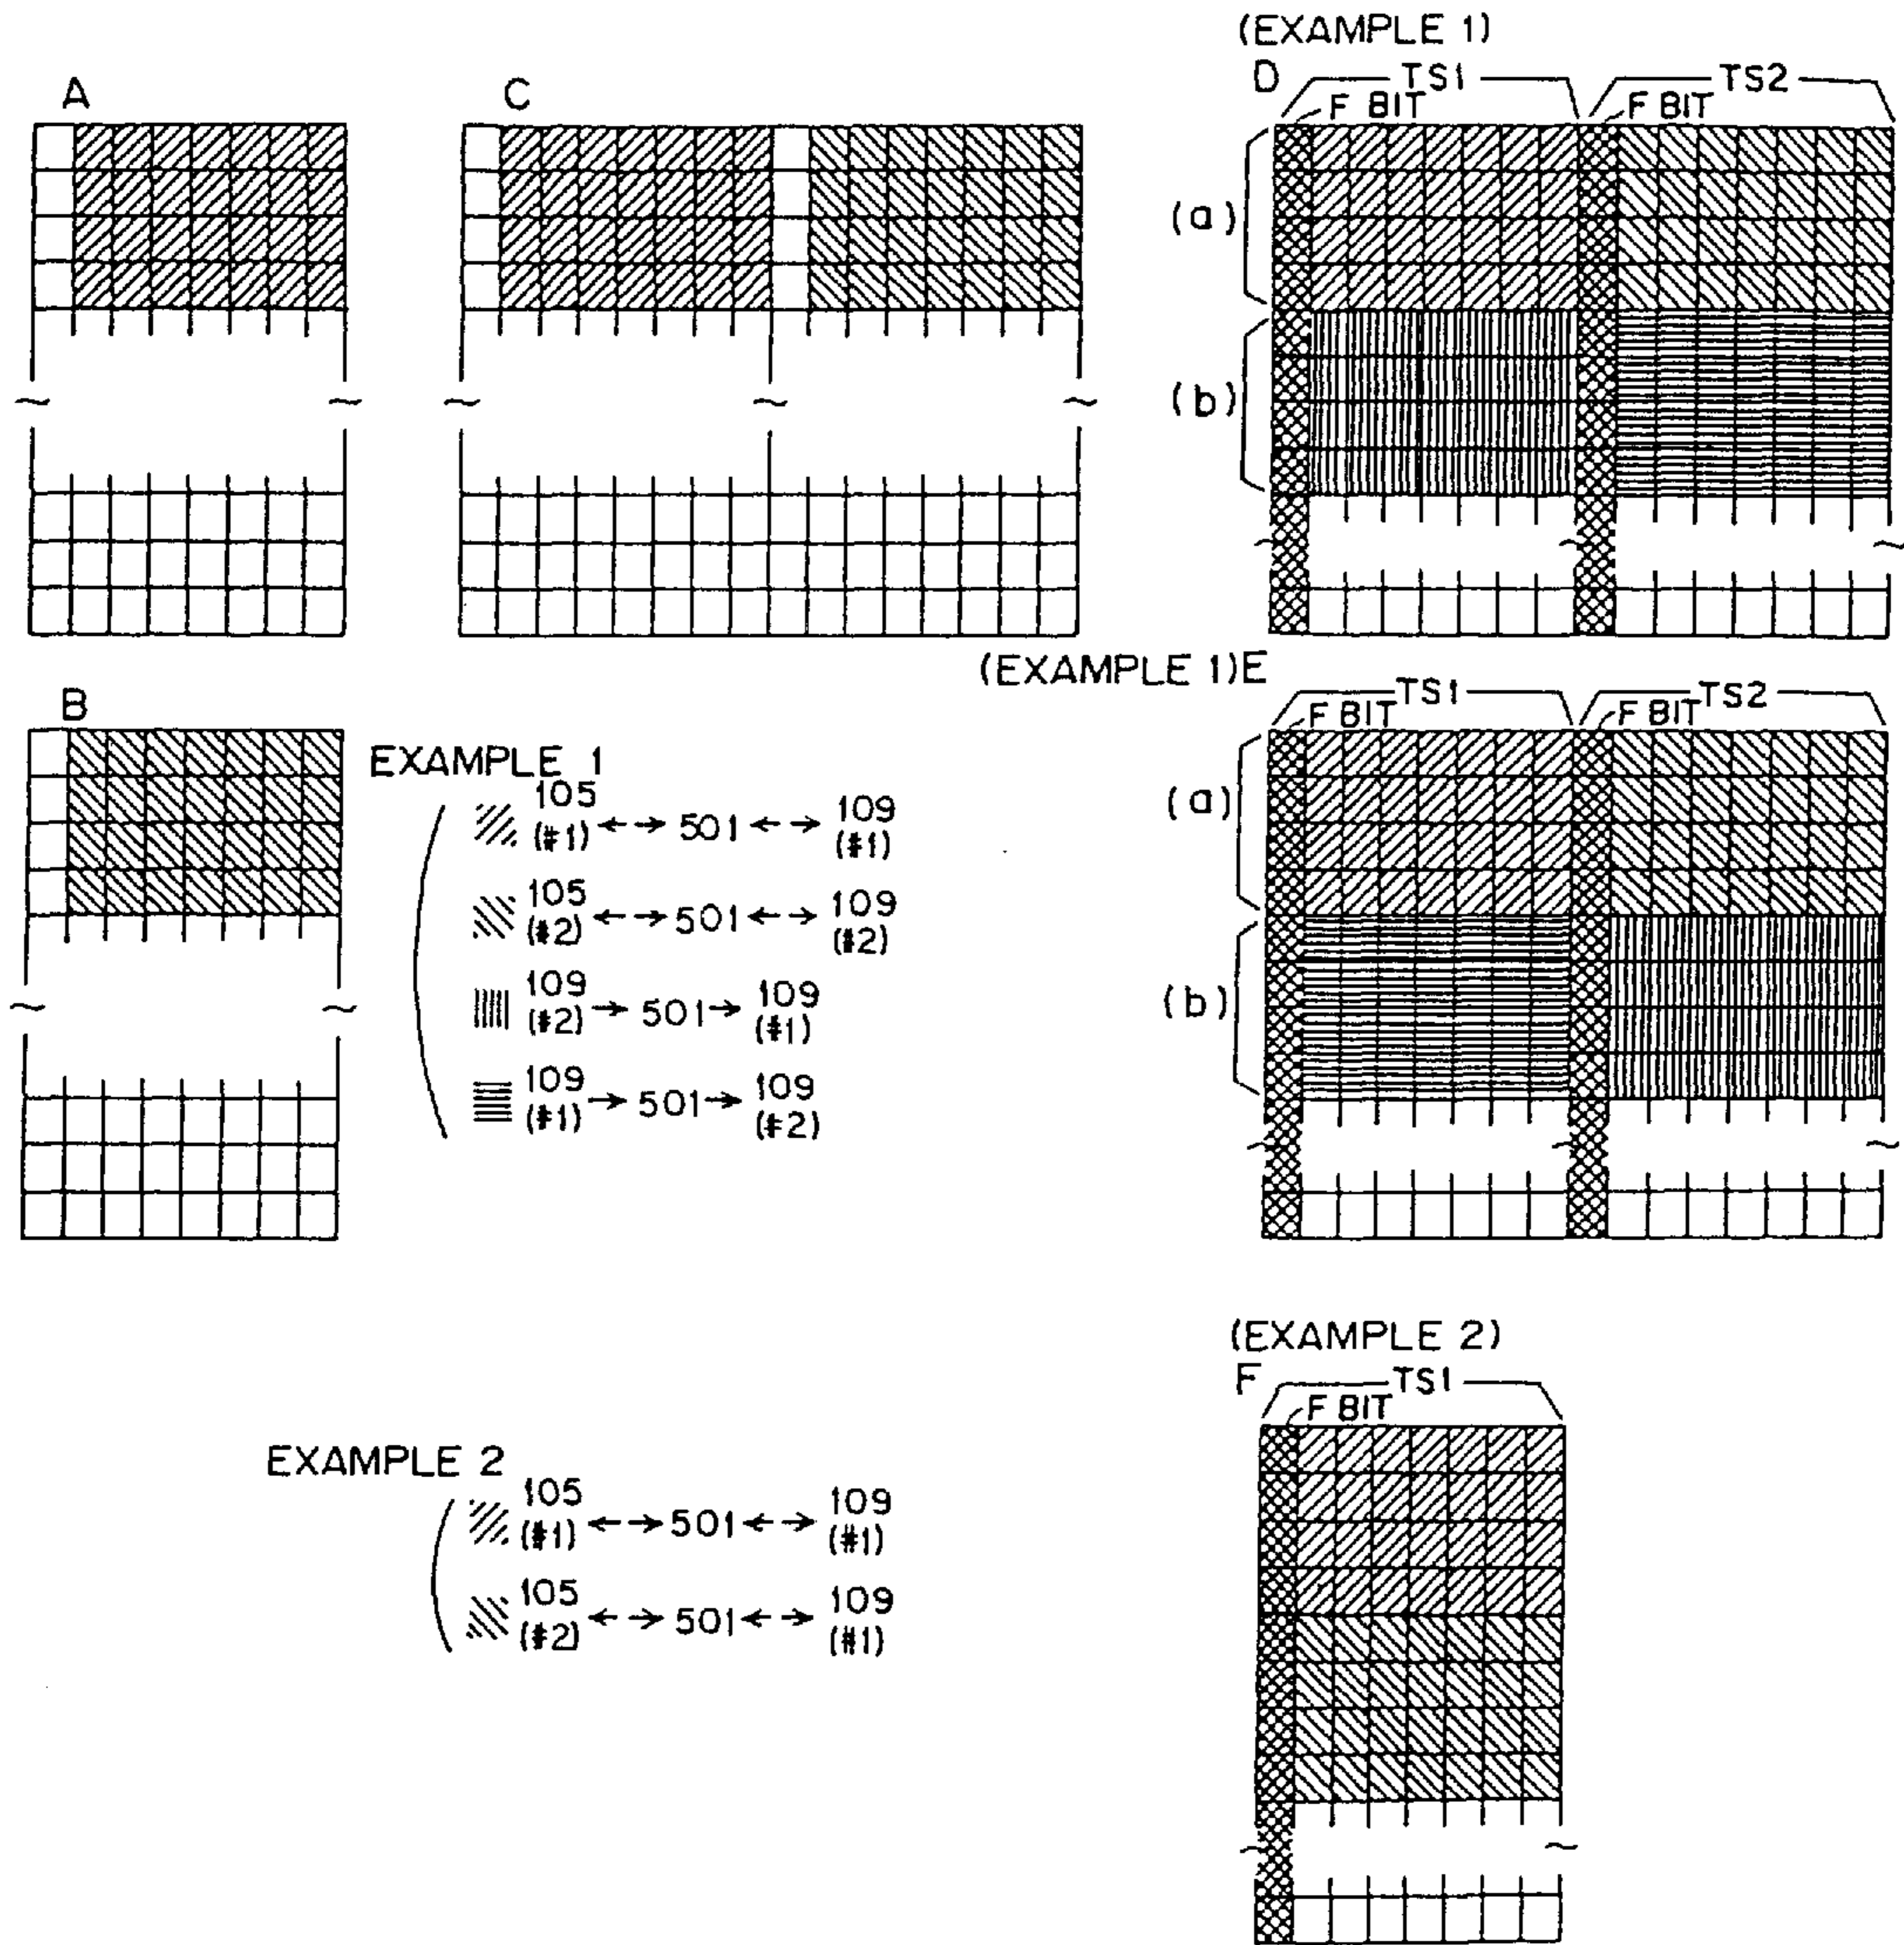 (EXAMPLE 1)
A
C
D
TS1
TS2
F BIT
F BIT
(a)
(b)
(EXAMPLE 1) E
TS1
TS2
F BIT
F BIT
(a)
(b)
B
EXAMPLE 1
105 (#1) ←→ 501 ←→ 109 (#1)
105 (#2) ←→ 501 ←→ 109 (#2)
109 (#2) → 501 → 109 (#1)
109 (#1) → 501 → 109 (#2)
(EXAMPLE 2)
F
TS1
F BIT
EXAMPLE 2
105 (#1) ←→ 501 ←→ 109 (#1)
105 (#2) ←→ 501 ←→ 109 (#1)